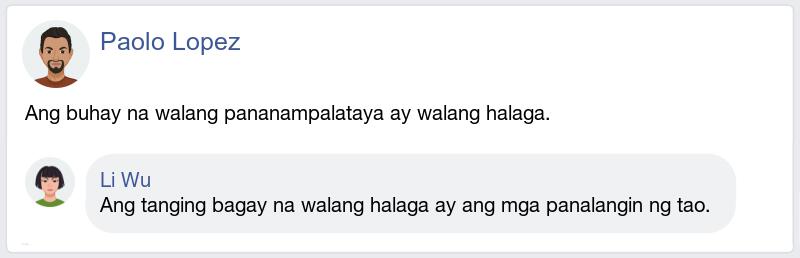 Paolo Lopez
Ang buhay na walang pananampalataya ay walang halaga.
Li Wu
Ang tanging bagay na walang halaga ay ang mga panalangin ng tao.